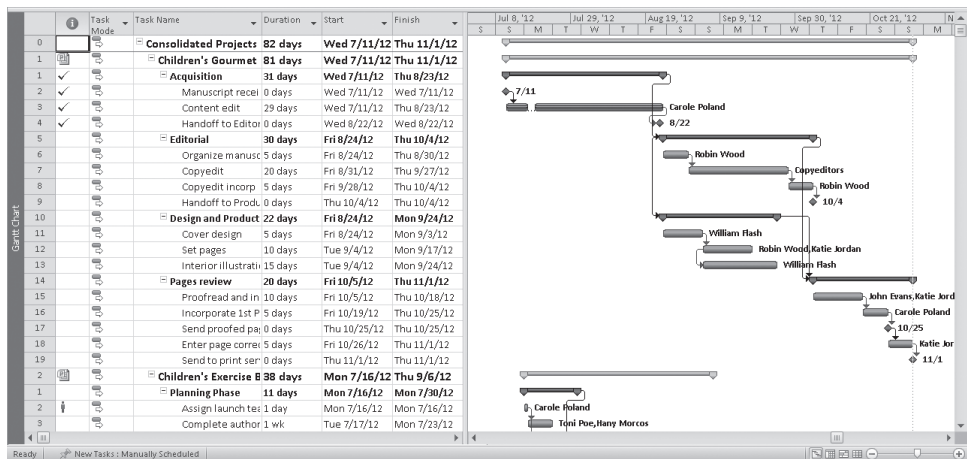 Task Mode Task Name Duration Start Finish Jul 8, '12 Jul 29, '12 Aug 19, '12 Sep 9, '12 Sep 30, '12 Oct 21, '12 N
S S M T W T F S S M T W T F S S M
0 Consolidated Projects 82 days Wed 7/11/12 Thu 11/1/12
1 Children's Gourmet 81 days Wed 7/11/12 Thu 11/1/12
1 Acquisition 31 days Wed 7/11/12 Thu 8/23/12
2 Manuscript recei 0 days Wed 7/11/12 Wed 7/11/12 7/11
3 Content edit 29 days Wed 7/11/12 Thu 8/23/12 Carole Poland
4 Handoff to Editor 0 days Wed 8/22/12 Wed 8/22/12 8/22
5 Editorial 30 days Fri 8/24/12 Thu 10/4/12
6 Organize manusc 5 days Fri 8/24/12 Thu 8/30/12 Robin Wood
7 Copyedit 20 days Fri 8/31/12 Thu 9/27/12 Copyeditors
8 Copyedit incorp 5 days Fri 9/28/12 Thu 10/4/12 Robin Wood
9 Handoff to Produ 0 days Thu 10/4/12 Thu 10/4/12 10/4
10 Design and Product 22 days Fri 8/24/12 Mon 9/24/12
11 Cover design 5 days Fri 8/24/12 Mon 9/3/12 William Flash
12 Set pages 10 days Tue 9/4/12 Mon 9/17/12 Robin Wood,Katie Jordan
13 Interior illustrati 15 days Tue 9/4/12 Mon 9/24/12 William Flash
14 Pages review 20 days Fri 10/5/12 Thu 11/1/12
15 Proofread and in 10 days Fri 10/5/12 Thu 10/18/12 John Evans,Katie Jord
16 Incorporate 1st P 5 days Fri 10/19/12 Thu 10/25/12 Carole Poland
17 Send proofed pa 0 days Thu 10/25/12 Thu 10/25/12 10/25
18 Enter page correc 5 days Fri 10/26/12 Thu 11/1/12 Katie Jor
19 Send to print serv 0 days Thu 11/1/12 Thu 11/1/12 11/1
2 Children's Exercise B 38 days Mon 7/16/12 Thu 9/6/12
1 Planning Phase 11 days Mon 7/16/12 Mon 7/30/12
2 Assign launch tea 1 day Mon 7/16/12 Mon 7/16/12 Carole Poland
3 Complete author 1 wk Tue 7/17/12 Mon 7/23/12 Toni Poe,Hany Morcos
Gantt Chart
Ready New Tasks : Manually Scheduled